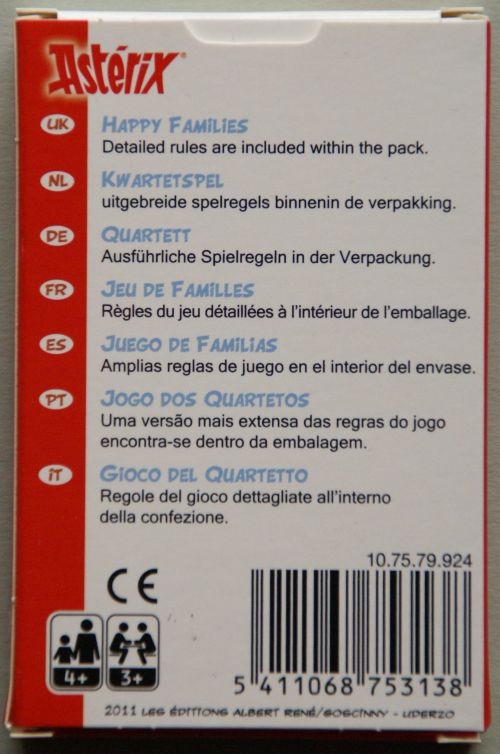 Astérix®
UK HAPPY FAMILIES
Detailed rules are included within the pack.
NL KWARTETSPEL
uitgebreide spelregels binnenin de verpakking.
DE QUARTETT
Ausführliche Spielregeln in der Verpackung.
FR JEU DE FAMILLES
Règles du jeu détaillées à l'intérieur de l'emballage.
ES JUEGO DE FAMILIAS
Amplias reglas de juego en el interior del envase.
PT JOGO DOS QUARTETOS
Uma versão mais extensa das regras do jogo
encontra-se dentro da embalagem.
IT GIOCO DEL QUARTETTO
Regole del gioco dettagliate all'interno
della confezione.
10.75.79.924
CE
4+ 3+
5 411068 753138
2011 LES ÉDITIONS ALBERT RENÉ/GOSCINNY - UDERZO